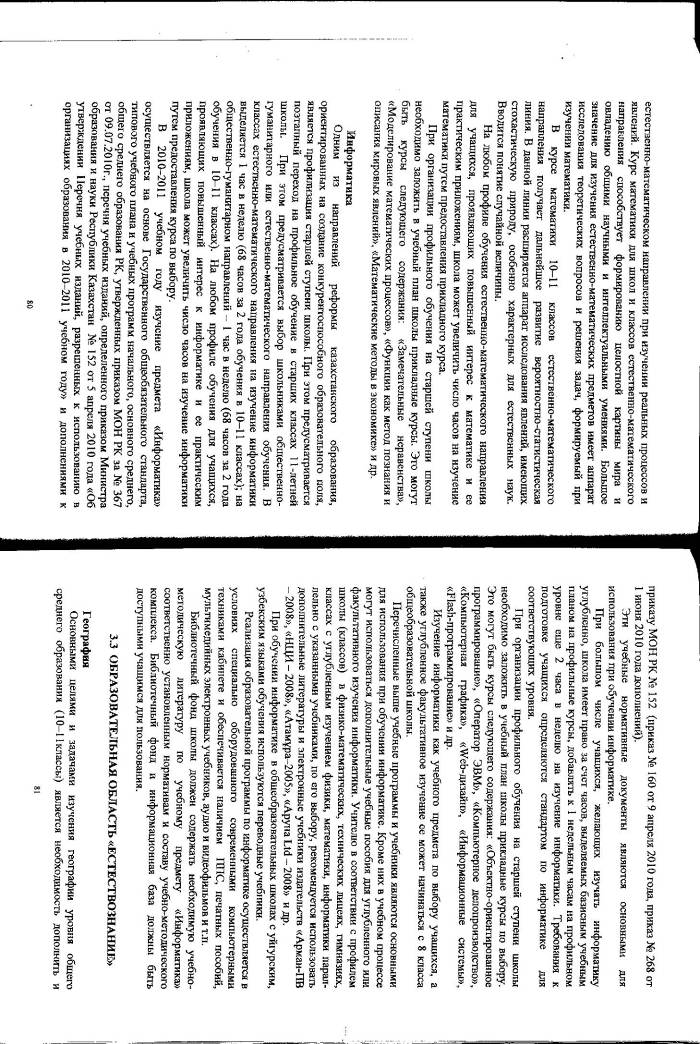 естественно-математическом направлении при изучении реальных процессов и
явлений. Курс математики для школ и классов естественно-математического
направления способствует формированию целостной картины мира и
овладению общими научными и интеллектуальными умениями. Большое
значение для изучения естественно-математических предметов имеет аппарат
исследования теоретических вопросов и решения задач, формируемый при
изучении математики.
В курсе математики 10–11 классов естественно-математического
направления получает дальнейшее развитие вероятностно-статистическая
линия. В данной линии расширяется аппарат исследования явлений, имеющих
стохастическую природу, особенно характерных для естественных наук.
Вводится понятие случайной величины.
На любом профиле обучения естественно-математического направления
для учащихся, проявляющих повышенный интерес к математике и ее
практическим приложениям, школа может увеличить число часов на изучение
математики путем предоставления прикладного курса.
При организации профильного обучения на старшей ступени школы
необходимо заложить в учебный план школы прикладные курсы. Это могут
быть курсы следующего содержания: «Замечательные неравенства»,
«Моделирование математических процессов», «Функция как метод познания и
описания мировых явлений», «Математические методы в экономике» и др.
Информатика
Одним из направлений реформы казахстанского образования,
ориентированных на создание конкурентоспособного образовательного поля,
является профилизация старшей ступени школы. При этом предусматривается
поэтапный переход на профильное обучение в старших классах 11-летней
школы. При этом предусматривается выбор школьниками общественно-
гуманитарного или естественно-математического направления обучения. В
классах естественно-математического направления на изучение информатики
выделяется 1 час в неделю (68 часов за 2 года обучения в 10–11 классах); на
общественно-гуманитарном направлений – 1 час в неделю (68 часов за 2 года
обучения в 10–11 классах). На любом профиле обучения для учащихся,
проявляющих повышенный интерес к информатике и ее практическим
приложениям, школа может увеличить число часов на изучение информатики
путем предоставления курса по выбору.
В 2010–2011 учебном году изучение предмета «Информатика»
осуществляется на основе Государственного общеобязательного стандарта,
типового учебного плана и учебных программ начального, основного среднего,
общего среднего образования РК, утвержденных приказом МОН РК за № 367
от 09.07.2010г., перечня учебных изданий, определенного приказом Министра
образования и науки Республики Казахстан № 152 от 5 апреля 2010 года «Об
утверждении Перечня учебных изданий, разрешенных к использованию в
организациях образования в 2010–2011 учебном году» и дополнениями к
80
приказу МОН РК № 152 (приказ № 160 от 9 апреля 2010 года, приказ № 268 от
1 июня 2010 года дополнений).
Эти учебные нормативные документы являются основными для
использования при обучении информатике.
При большом числе учащихся, желающих изучать информатику
углубленно, школа имеет право за счет часов, выделяемых базисным учебным
планом на профильные курсы, добавлять к 1 недельным часам на профильном
уровне еще 2 часа в неделю на изучение информатики. Требования к
подготовке учащихся определяются стандартом по информатике для
соответствующих уровня.
При организации профильного обучения на старшей ступени школы
необходимо заложить в учебный план школы прикладные курсы по выбору.
Это могут быть курсы следующего содержания: «Объектно-ориентированное
программирование», «Оператор ЭВМ», «Компьютерное делопроизводство»,
«Компьютерная графика», «Web-дизайн», «Информационные системы»,
«Flash-программирование» и др.
Изучение информатики как учебного предмета по выбору учащихся, а
также углубленное факультативное изучение ее может начинаться с 8 класса
общеобразовательной школы.
Перечисленные выше учебные программы и учебники являются основными
для использования при обучении информатике. Кроме них в учебном процессе
могут использоваться дополнительные учебные пособия для углубленного или
факультативного изучения информатики. Учителю в соответствии с профилем
школы (классов) в физико-математических, технических лицеях, гимназиях,
классах с углубленным изучением физики, математики, информатики парал-
лельно с указанными учебниками, по его выбору, рекомендуется использовать
дополнительные литературы и электронные учебники издательств «Арман-ПВ
– 2008», «НЦИ – 2008», «Атамұра–2005», «Аруна Ltd – 2008» и др.
При обучении информатике в общеобразовательных школах с уйгурским,
узбекским языками обучения используются переводные учебники.
Реализация образовательной программы по информатике осуществляется в
условиях специально оборудованного современными компьютерными
техниками кабинете и обеспечивается наличием ППС, печатных пособий,
мультимедийных электронных учебников, аудио и видеофильмов и т.п.
Библиотечный фонд школы должен содержать необходимую учебно-
методическую литературу по учебному предмету «Информатика»
соответственно установленным нормативам и составу учебно-методического
комплекса. Библиотечный фонд и информационная база должны быть
доступными учащимся для пользования.
3.3 ОБРАЗОВАТЕЛЬНАЯ ОБЛАСТЬ «ЕСТЕСТВОЗНАНИЕ»
География
Основными целями и задачами изучения географии уровня общего
среднего образования (10–11классы) является необходимость дополнить и
81